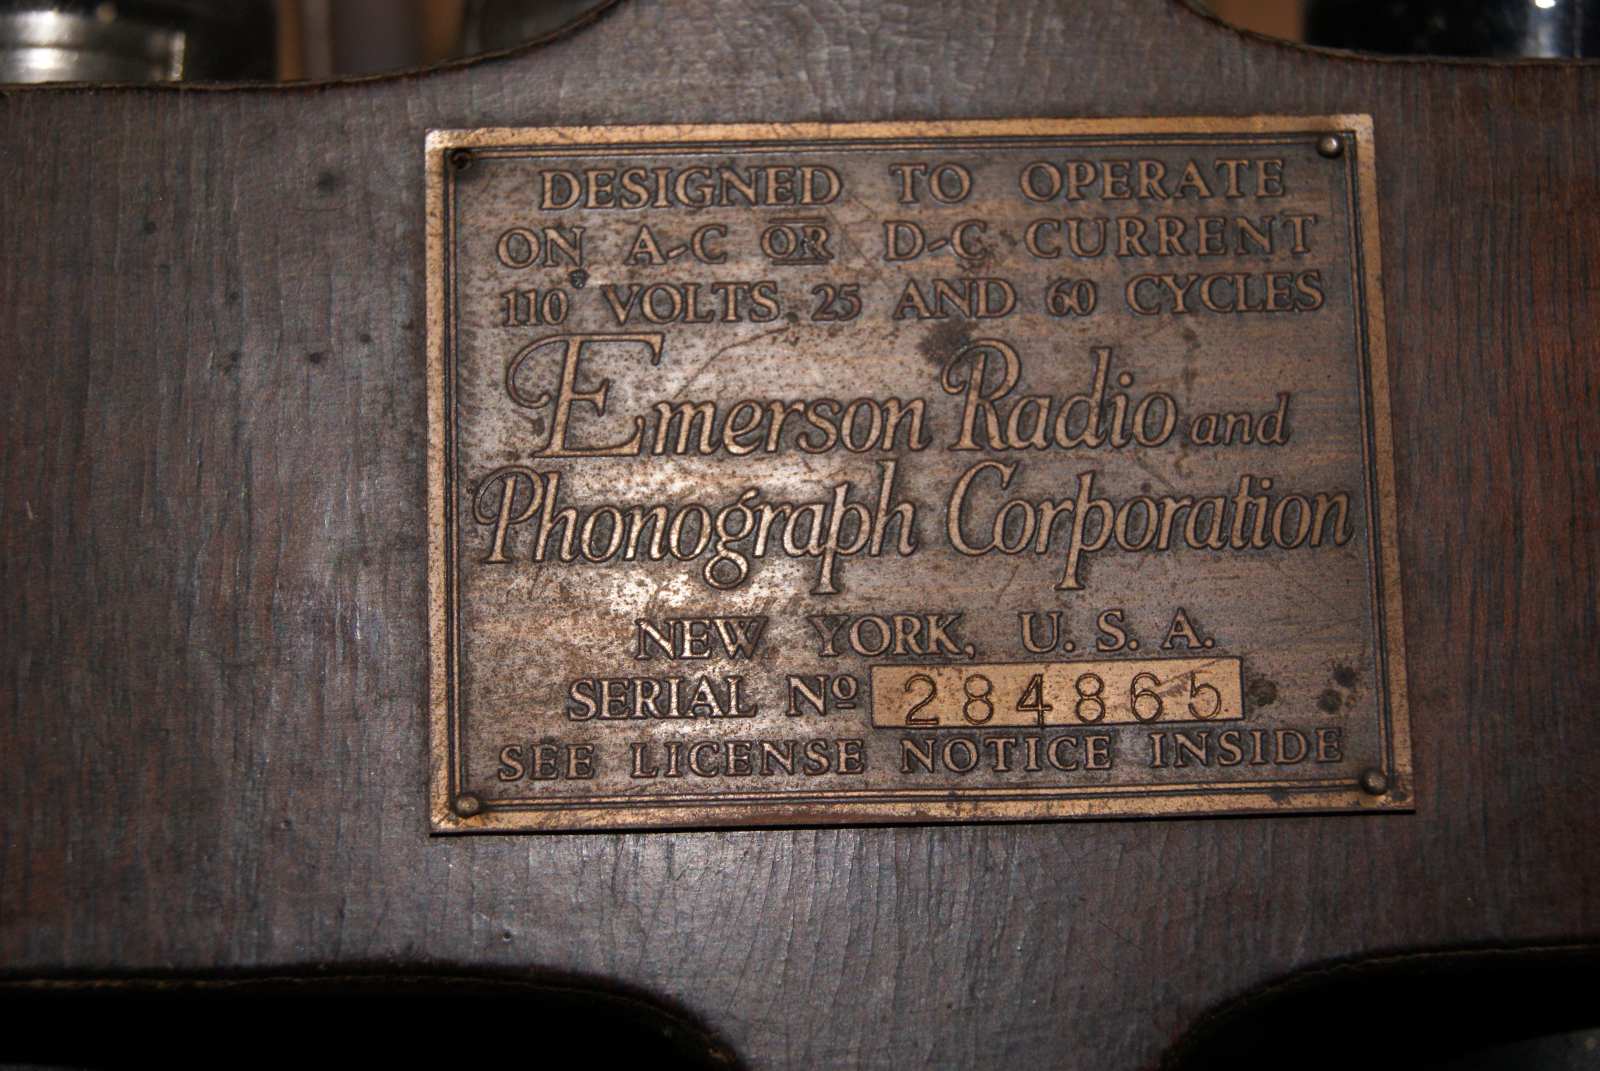 DESIGNED TO OPERATE
ON A-C OR D-C CURRENT
110 VOLTS 25 AND 60 CYCLES
Emerson Radio and
Phonograph Corporation
NEW YORK, U. S. A.
SERIAL Nº 284865
SEE LICENSE NOTICE INSIDE